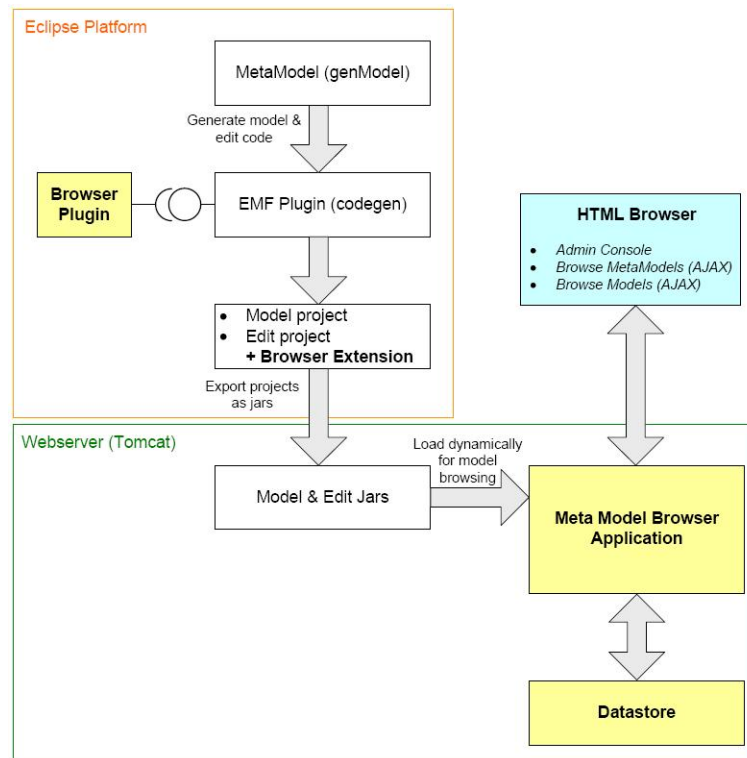 Eclipse Platform
MetaModel (genModel)
Generate model &
edit code
Browser
Plugin
EMF Plugin (codegen)
HTML Browser
• Admin Console
• Browse MetaModels (AJAX)
• Browse Models (AJAX)
• Model project
• Edit project
+ Browser Extension
Export projects
as jars
Webserver (Tomcat)
Load dynamically
for model
browsing
Model & Edit Jars
Meta Model Browser
Application
Datastore